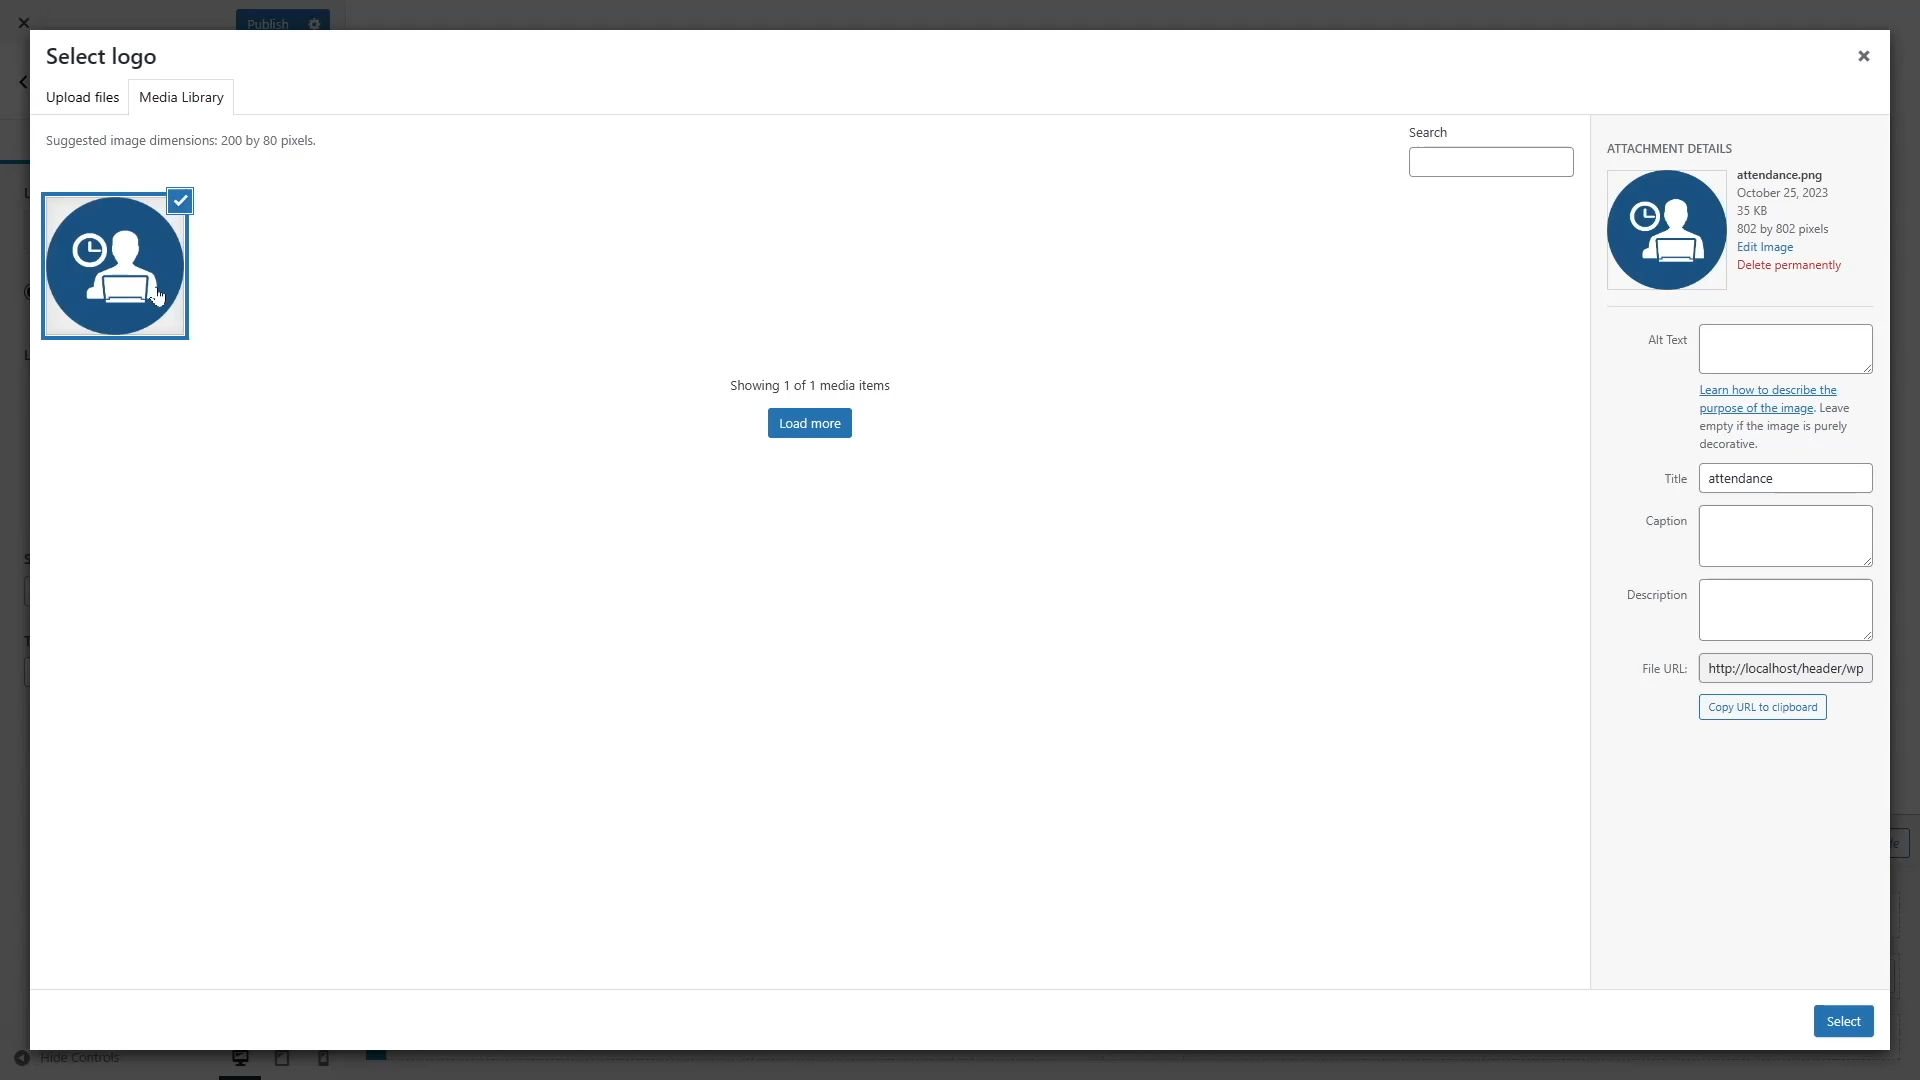 Publish
Select logo
Upload files
Media Library
Suggested image dimensions: 200 by 80 pixels.
Search
Showing 1 of 1 media items
Load more
ATTACHMENT DETAILS
attendance.png
October 25, 2023
35 KB
802 by 802 pixels
Edit Image
Delete permanently
Alt Text
Learn how to describe the
purpose of the image. Leave
empty if the image is purely
decorative.
Title
attendance
Caption
Description
File URL:
http://localhost/header/wp
Copy URL to clipboard
Select
Hide Controls